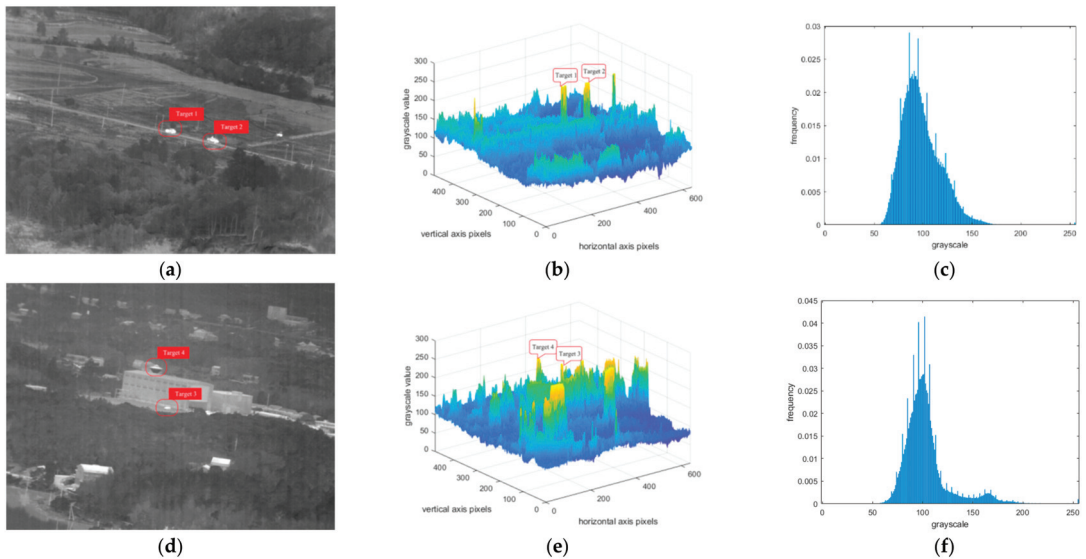 Target 1
Target 2
(a)
300
250
200
150
100
50
0
grayscale value
Target 1
Target 2
400
300
200
100
0
vertical axis pixels
0
200
400
600
horizontal axis pixels
(b)
0.03
0.025
0.02
0.015
0.01
0.005
0
frequency
0
50
100
150
200
250
grayscale
(c)
Target 4
Target 3
(d)
300
250
200
150
100
50
0
grayscale value
Target 4
Target 3
400
300
200
100
0
vertical axis pixels
0
200
400
600
horizontal axis pixels
(e)
0.045
0.04
0.035
0.03
0.025
0.02
0.015
0.01
0.005
0
frequency
0
50
100
150
200
250
grayscale
(f)